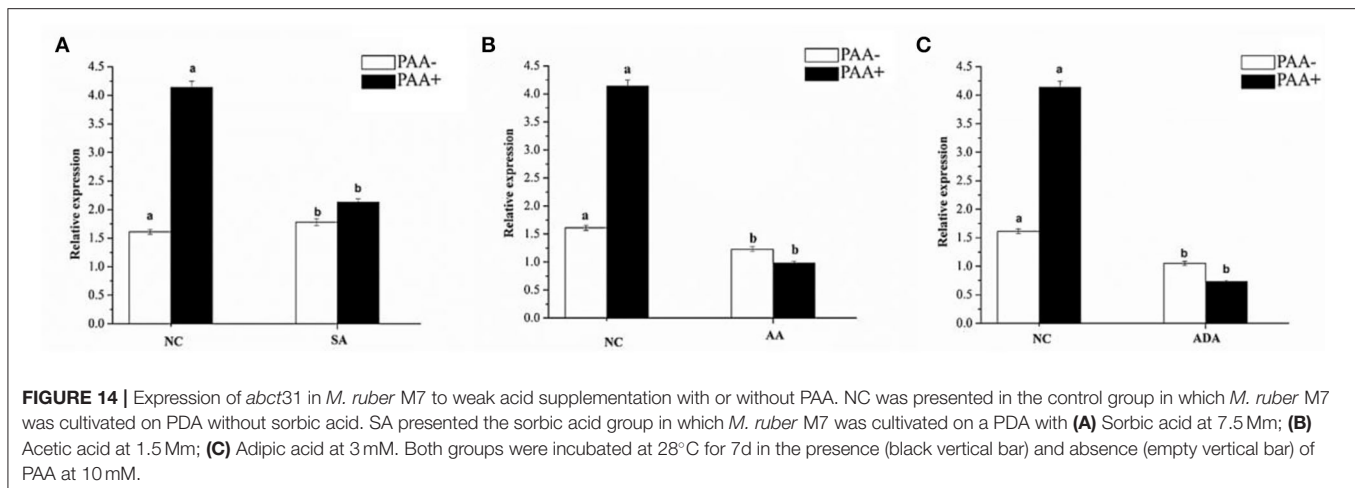 A
PAA-
PAA+
4.5
4.0
3.5
3.0
2.5
2.0
1.5
1.0
0.5
0.0
Relative expression
a
a
b
b
NC
SA
B
PAA-
PAA+
4.5
4.0
3.5
3.0
2.5
2.0
1.5
1.0
0.5
0.0
Relative expression
a
a
b
b
NC
AA
C
PAA-
PAA+
4.5
4.0
3.5
3.0
2.5
2.0
1.5
1.0
0.5
0.0
Relative expression
a
a
b
b
NC
ADA
FIGURE 14 | Expression of abct31 in M. ruber M7 to weak acid supplementation with or without PAA. NC was presented in the control group in which M. ruber M7
was cultivated on PDA without sorbic acid. SA presented the sorbic acid group in which M. ruber M7 was cultivated on a PDA with (A) Sorbic acid at 7.5 Mm; (B)
Acetic acid at 1.5 Mm; (C) Adipic acid at 3 mM. Both groups were incubated at 28°C for 7d in the presence (black vertical bar) and absence (empty vertical bar) of
PAA at 10 mM.